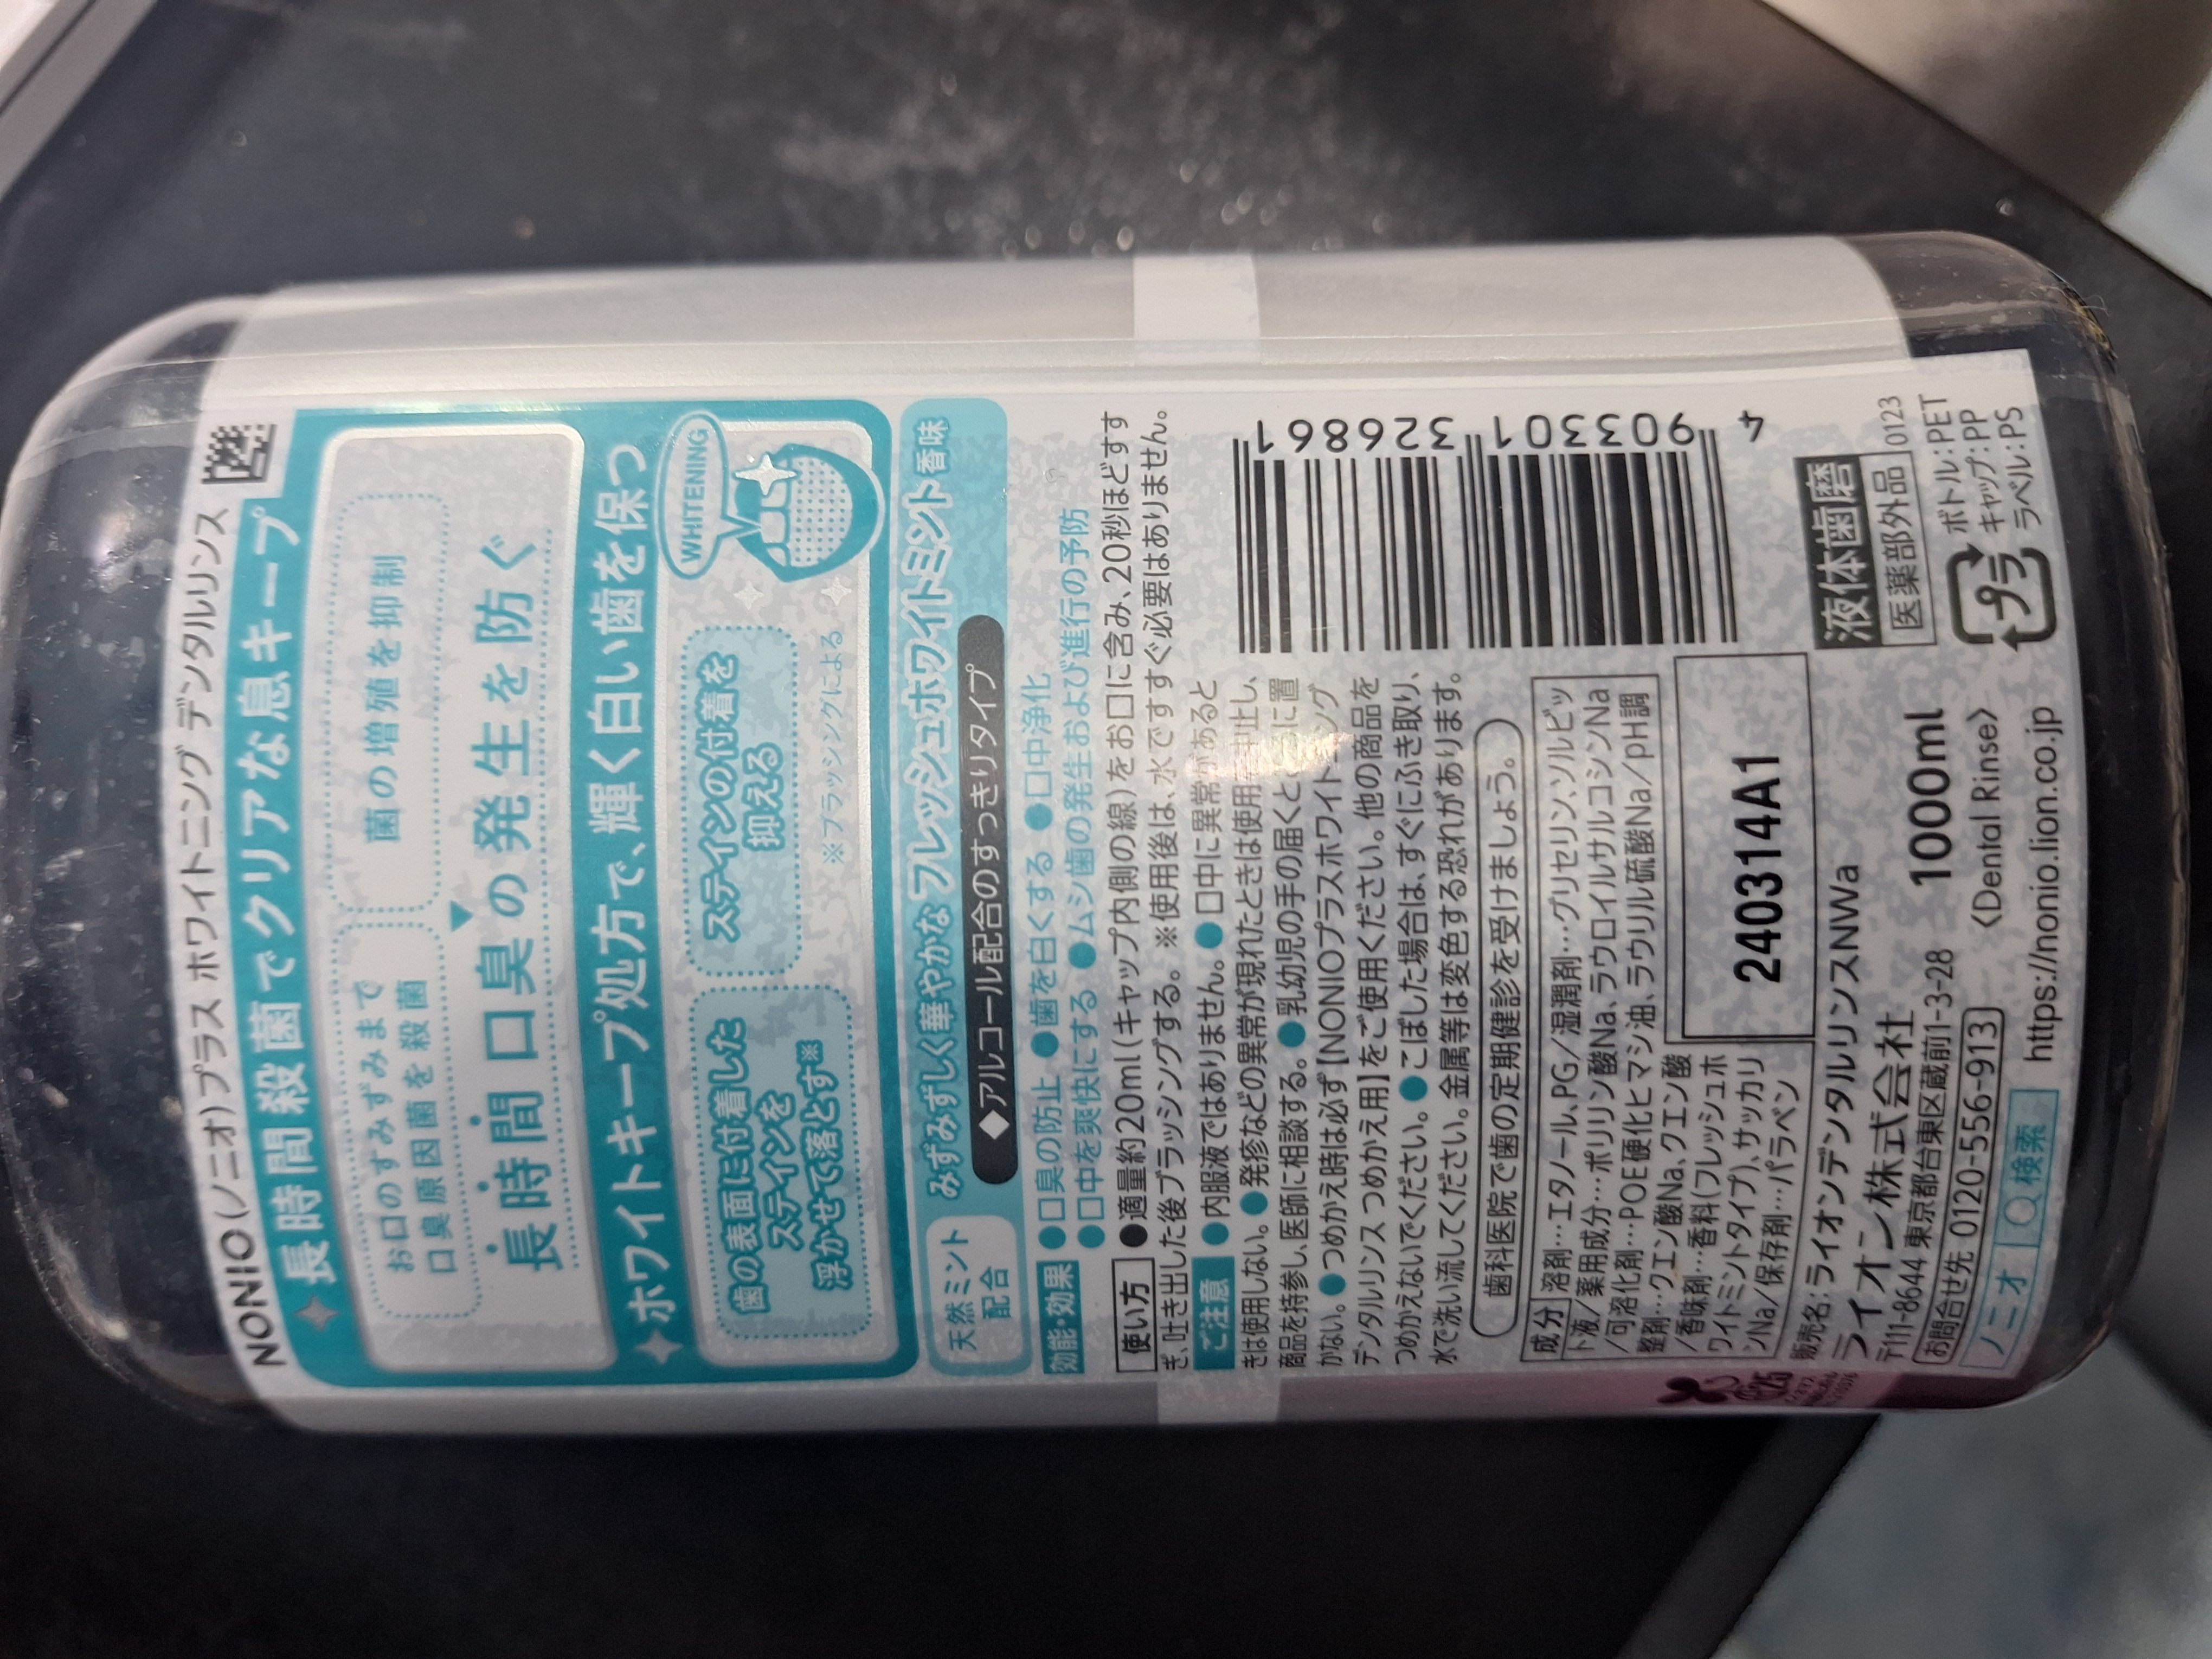 NONIO(ノニオ)プラス ホワイトニング デンタルリンス
長時間殺菌でクリアな息キープ
お口のすみずみまで
口臭原因菌を殺菌
菌の増殖を抑制
長時間口臭の発生を防ぐ
ホワイトキープ処方で、輝く白い歯を保つ
歯の表面に付着した
ステインを
浮かせて落とす※
ステインの付着を
抑える
※ブラッシングによる
WHITENING
天然ミント
配合
みずみずしく華やかな フレッシュホワイトミント香味
◆アルコール配合のすっきりタイプ
効能・効果 ●口臭の防止 ●歯を白くする ●口中浄化
●口中を爽快にする ●ムシ歯の発生および進行の予防
使い方 ●適量約20ml(キャップ内側の線)をお口に含み、20秒ほどすす
ぎ、吐き出した後ブラッシングする。※使用後は、水ですすぐ必要はありません。
ご注意 ●内服液ではありません。●口中に異常があると
きは使用しない。●発疹などの異常が現れたときは使用を中止し、
商品を持参し、医師に相談する。●乳幼児の手の届くところに置
かない。●つめかえ時は必ず【NONIOプラスホワイトニング
デンタルリンス つめかえ用】をご使用ください。他の商品を
つめかえないでください。●こぼした場合は、すぐにふき取り、
水で洗い流してください。金属等は変色する恐れがあります。
歯科医院で歯の定期健診を受けましょう。
成分 溶剤…エタノール、PG/湿潤剤…グリセリン、ソルビッ
ト液/薬用成分…ポリリン酸Na、ラウロイルサルコシンNa
/可溶化剤…POE硬化ヒマシ油、ラウリル硫酸Na/pH調
整剤…クエン酸Na、クエン酸
/香味剤…香料(フレッシュホ
ワイトミントタイプ)、サッカリ
ンNa/保存剤…パラベン
240314A1
販売名:ライオンデンタルリンスNWa
ライオン株式会社
〒111-8644 東京都台東区蔵前1-3-28
お問合せ先 0120-556-913
ノニオ 検索
https://nonio.lion.co.jp
1000ml
〈Dental Rinse〉
4 903301 326861
液体歯磨
医薬部外品 0123
プラ
ボトル:PET
キャップ:PP
ラベル:PS